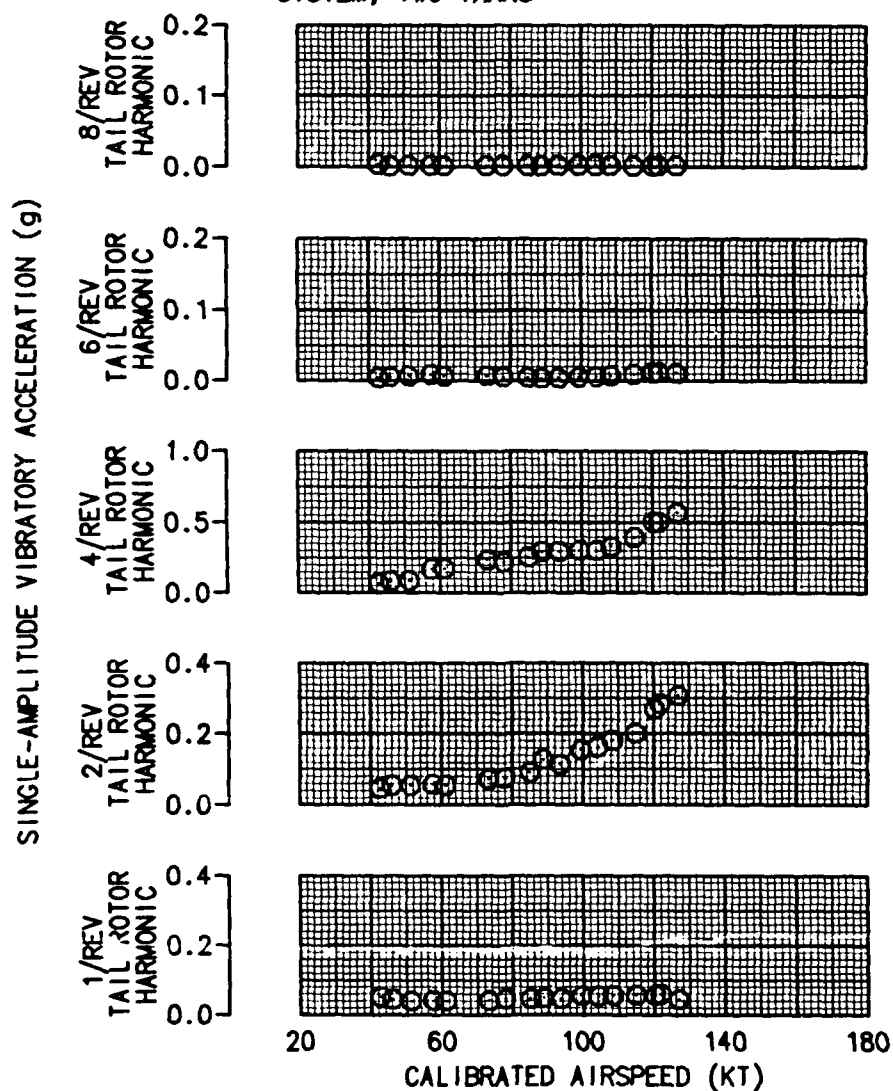 SINGLE-AMPLITUDE VIBRATORY ACCELERATION (g)
8/REV
TAIL ROTOR
HARMONIC
0.2
0.1
0.0
6/REV
TAIL ROTOR
HARMONIC
0.2
0.1
0.0
4/REV
TAIL ROTOR
HARMONIC
1.0
0.5
0.0
2/REV
TAIL ROTOR
HARMONIC
0.4
0.2
0.0
1/REV
TAIL ROTOR
HARMONIC
0.4
0.2
0.0
20 60 100 140 180
CALIBRATED AIRSPEED (KT)